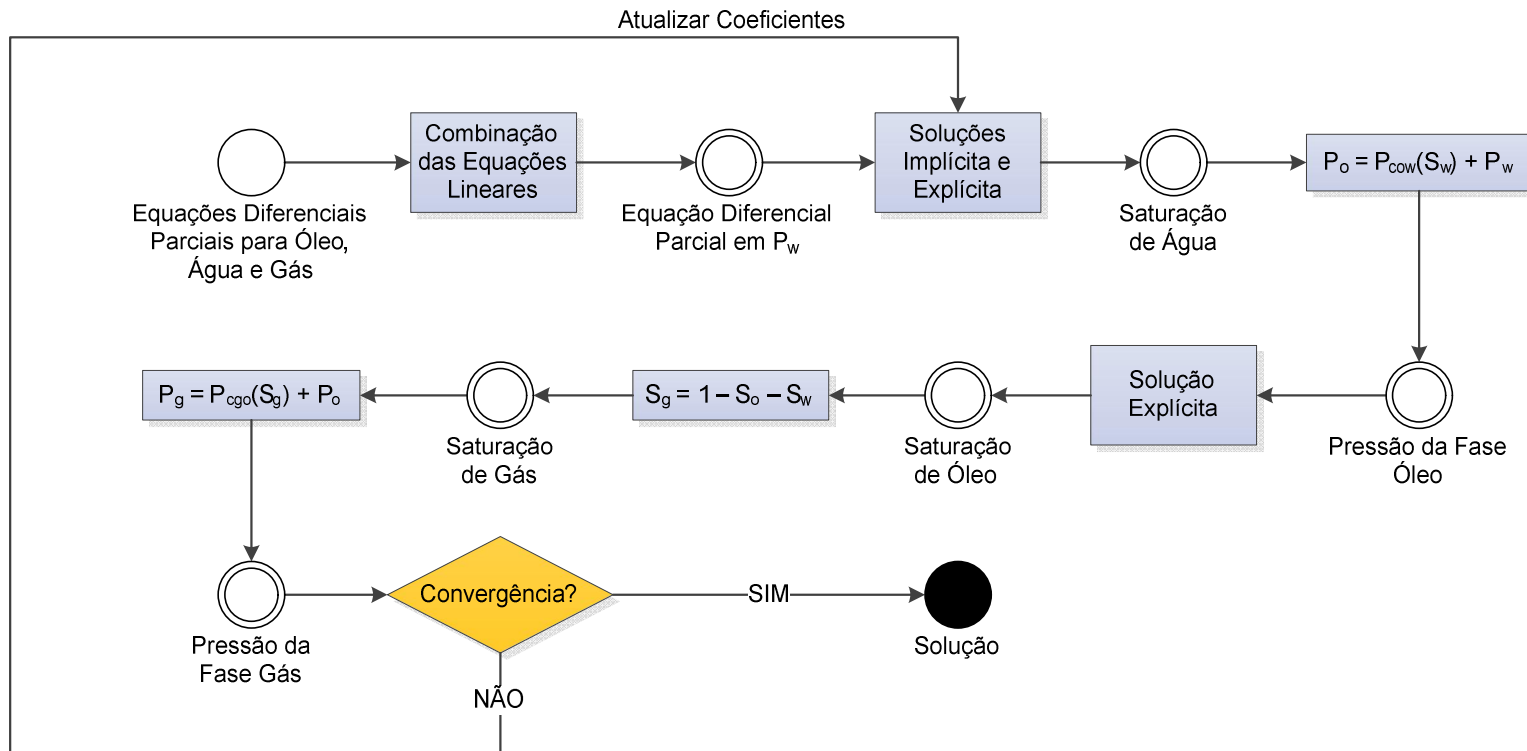 Atualizar Coeficientes
Equações Diferenciais
Parciais para Óleo,
Água e Gás
Combinação
das Equações
Lineares
Equação Diferencial
Parcial em Pw
Soluções
Implícita e
Explícita
Saturação
de Água
Po = Pcow(Sw) + Pw
Pressão da Fase
Óleo
Solução
Explícita
Saturação
de Óleo
Sg = 1 – So – Sw
Saturação
de Gás
Pg = Pcgo(Sg) + Po
Pressão da
Fase Gás
Convergência?
SIM
Solução
NÃO